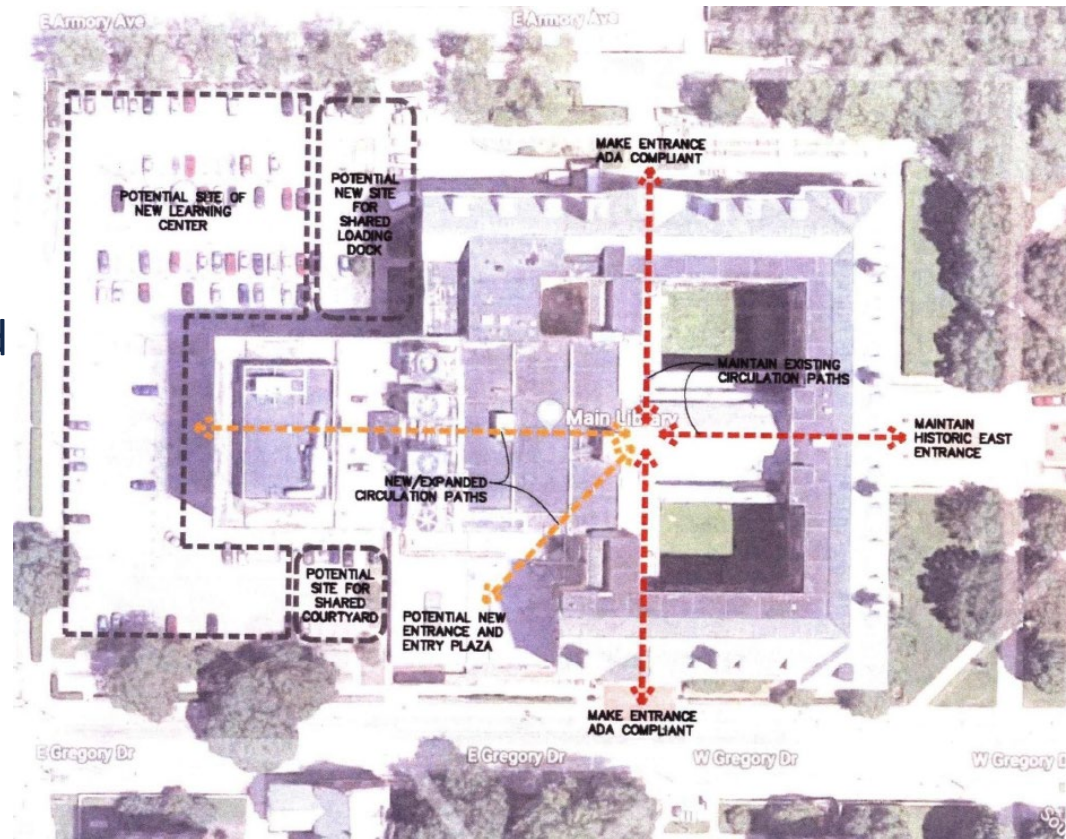 E Armory Ave
E Armory Ave
MAKE ENTRANCE
ADA COMPLIANT
POTENTIAL SITE OF
NEW LEARNING
CENTER
POTENTIAL
NEW SITE
FOR
SHARED
LOADING
DOCK
MAINTAIN EXISTING
CIRCULATION PATHS
Main Library
MAINTAIN
HISTORIC EAST
ENTRANCE
NEW/EXPANDED
CIRCULATION PATHS
POTENTIAL
SITE FOR
SHARED
COURTYARD
POTENTIAL NEW
ENTRANCE AND
ENTRY PLAZA
MAKE ENTRANCE
ADA COMPLIANT
E Gregory Dr
E Gregory Dr
W Gregory Dr
W Gregory D